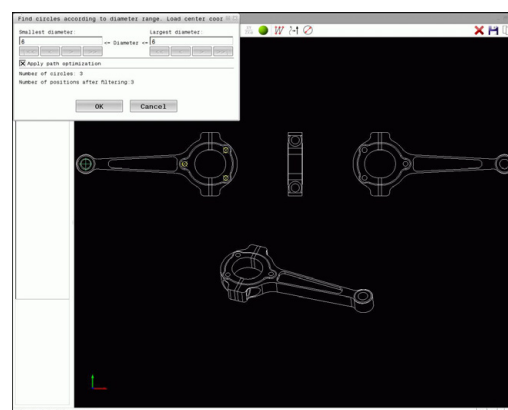 Find circles according to diameter range. Load center coor
Smallest diameter: Largest diameter:
6 <= Diameter <= 6
Apply path optimization
Number of circles: 3
Number of positions after filtering:3
OK Cancel